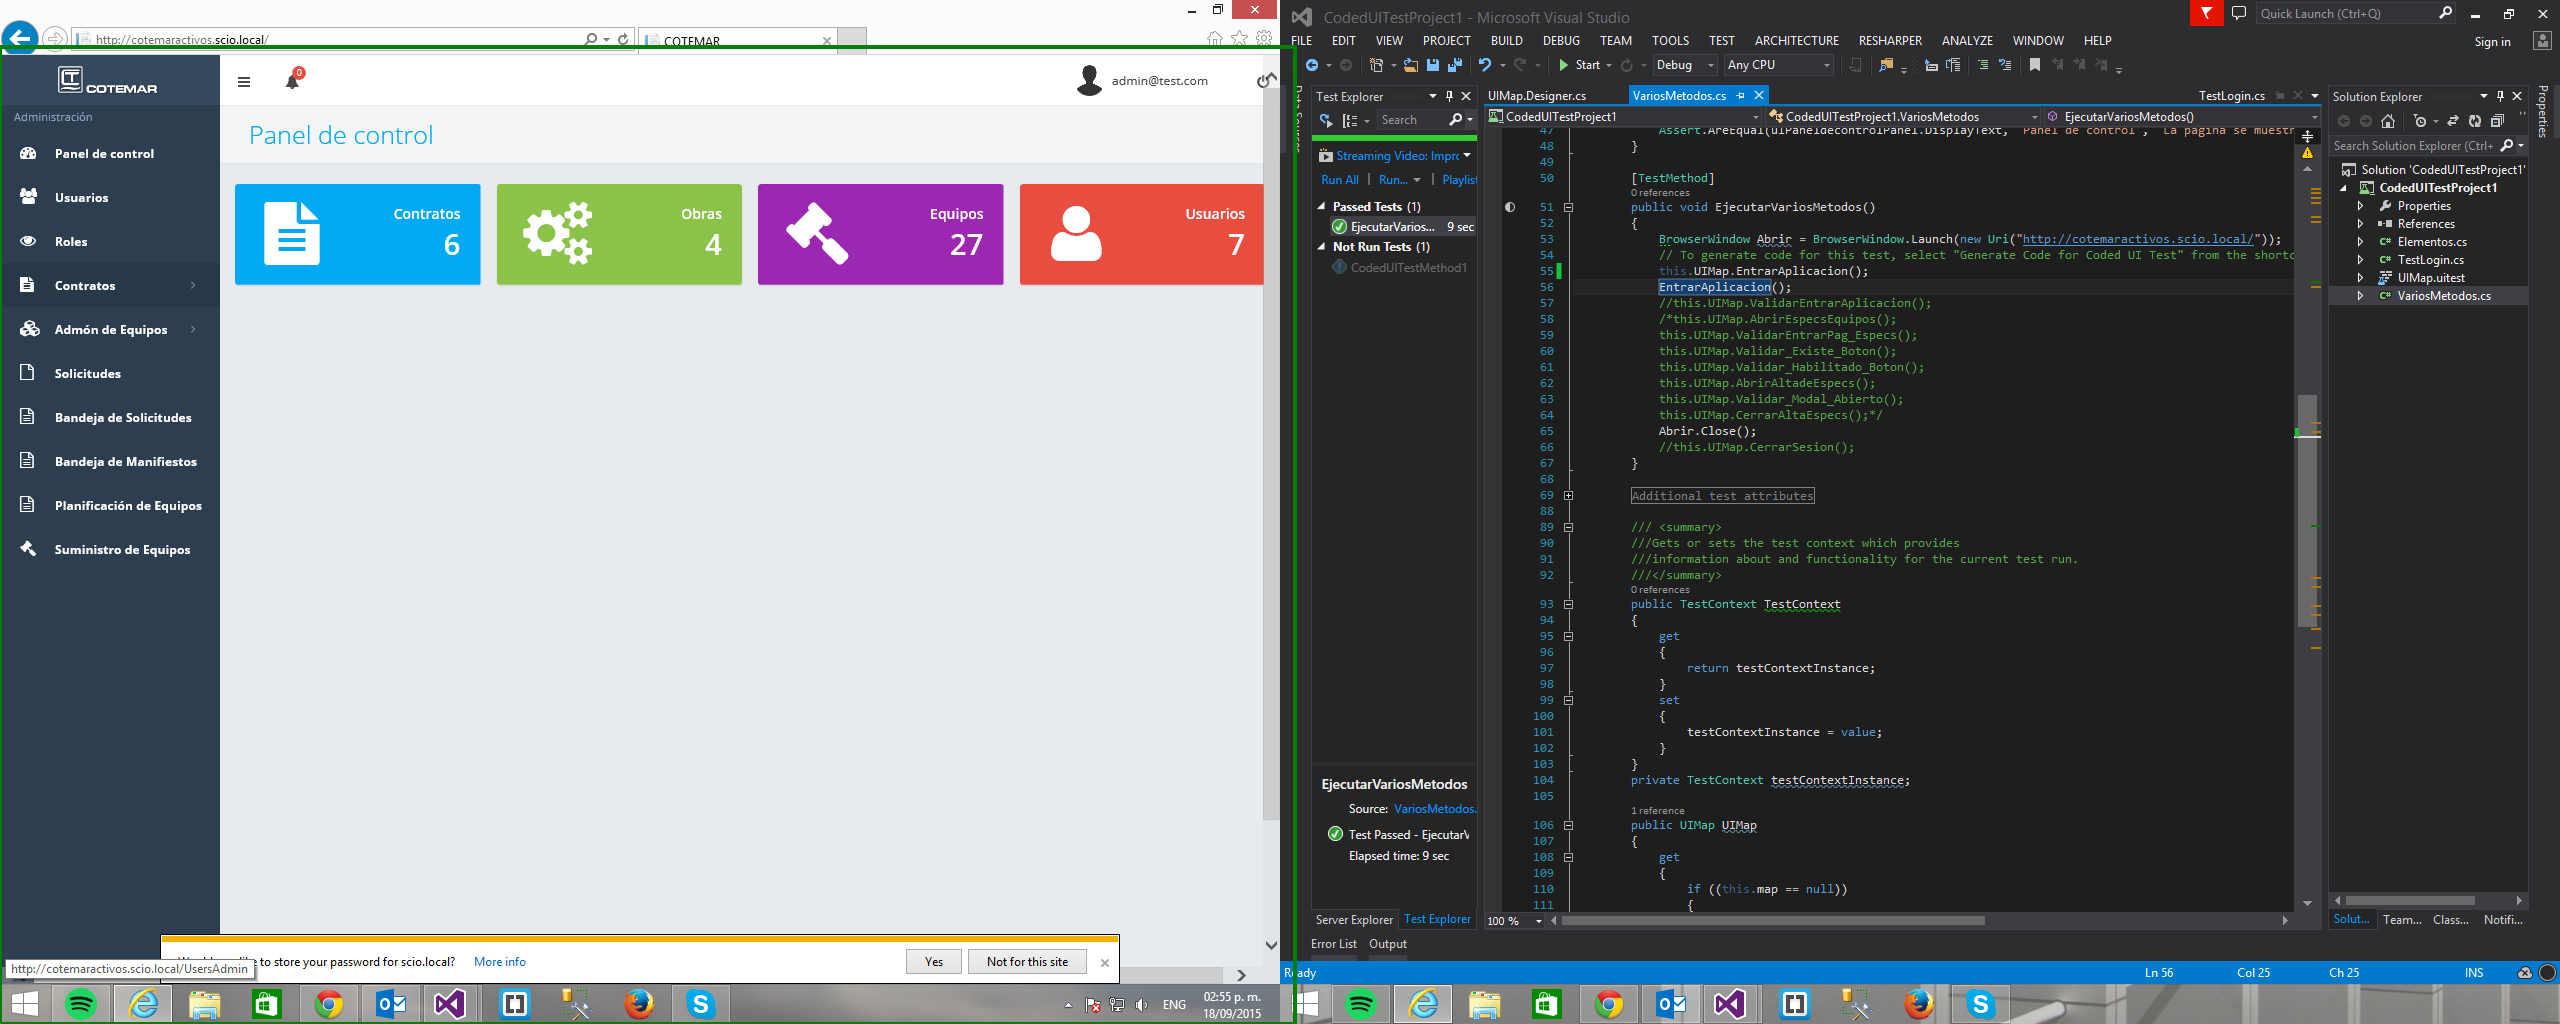 http://cotemaractivos.scio.local/
COTEMAR
COTEMAR
0
admin@test.com
Administración
Panel de control
Panel de control
Usuarios
Roles
Contratos
Admón de Equipos
Solicitudes
Bandeja de Solicitudes
Bandeja de Manifiestos
Planificación de Equipos
Suministro de Equipos
Contratos
6
Obras
4
Equipos
27
Usuarios
7
to store your password for scio.local? More info
Yes
Not for this site
http://cotemaractivos.scio.local/UsersAdmin
ENG
02:55 p. m.
18/09/2015
CodedUITestProject1 - Microsoft Visual Studio
Quick Launch (Ctrl+Q)
FILE EDIT VIEW PROJECT BUILD DEBUG TEAM TOOLS TEST ARCHITECTURE RESHARPER ANALYZE WINDOW HELP
Sign in
Start
Debug
Any CPU
Data Sources
Test Explorer
Search
Streaming Video: Impro
Run All | Run... | Playlist
Passed Tests (1)
EjecutarVarios... 9 sec
Not Run Tests (1)
CodedUITestMethod1
EjecutarVariosMetodos
Source: VariosMetodos.
Test Passed - EjecutarV
Elapsed time: 9 sec
Server Explorer
Test Explorer
Error List
Output
Ready
UIMap.Designer.cs
VariosMetodos.cs
TestLogin.cs
CodedUITestProject1
CodedUITestProject1.VariosMetodos
EjecutarVariosMetodos()
47 Assert.AreEqual(uIPaneldecontrolPanel.DisplayText, "Panel de control", "La pagina se muestr
48 }
49
50 [TestMethod]
0 references
51 public void EjecutarVariosMetodos()
52 {
53 BrowserWindow Abrir = BrowserWindow.Launch(new Uri("http://cotemaractivos.scio.local/"));
54 // To generate code for this test, select "Generate Code for Coded UI Test" from the shortc
55 this.UIMap.EntrarAplicacion();
56 EntrarAplicacion();
57 //this.UIMap.ValidarEntrarAplicacion();
58 /*this.UIMap.AbrirEspecsEquipos();
59 this.UIMap.ValidarEntrarPag_Especs();
60 this.UIMap.Validar_Existe_Boton();
61 this.UIMap.Validar_Habilitado_Boton();
62 this.UIMap.AbrirAltadeEspecs();
63 this.UIMap.Validar_Modal_Abierto();
64 this.UIMap.CerrarAltaEspecs();*/
65 Abrir.Close();
66 //this.UIMap.CerrarSesion();
67 }
68
69 Additional test attributes
88
89 /// <summary>
90 ///Gets or sets the test context which provides
91 ///information about and functionality for the current test run.
92 ///</summary>
0 references
93 public TestContext TestContext
94 {
95 get
96 {
97 return testContextInstance;
98 }
99 set
100 {
101 testContextInstance = value;
102 }
103 }
104 private TestContext testContextInstance;
105
1 reference
106 public UIMap UIMap
107 {
108 get
109 {
110 if ((this.map == null))
111 {
100 %
Ln 56
Col 25
Ch 25
INS
Solution Explorer
Search Solution Explorer (Ctrl+
Solution 'CodedUITestProject1'
CodedUITestProject1
Properties
References
Elementos.cs
TestLogin.cs
UIMap.uitest
VariosMetodos.cs
Solut... Team... Class... Notifi...
Properties